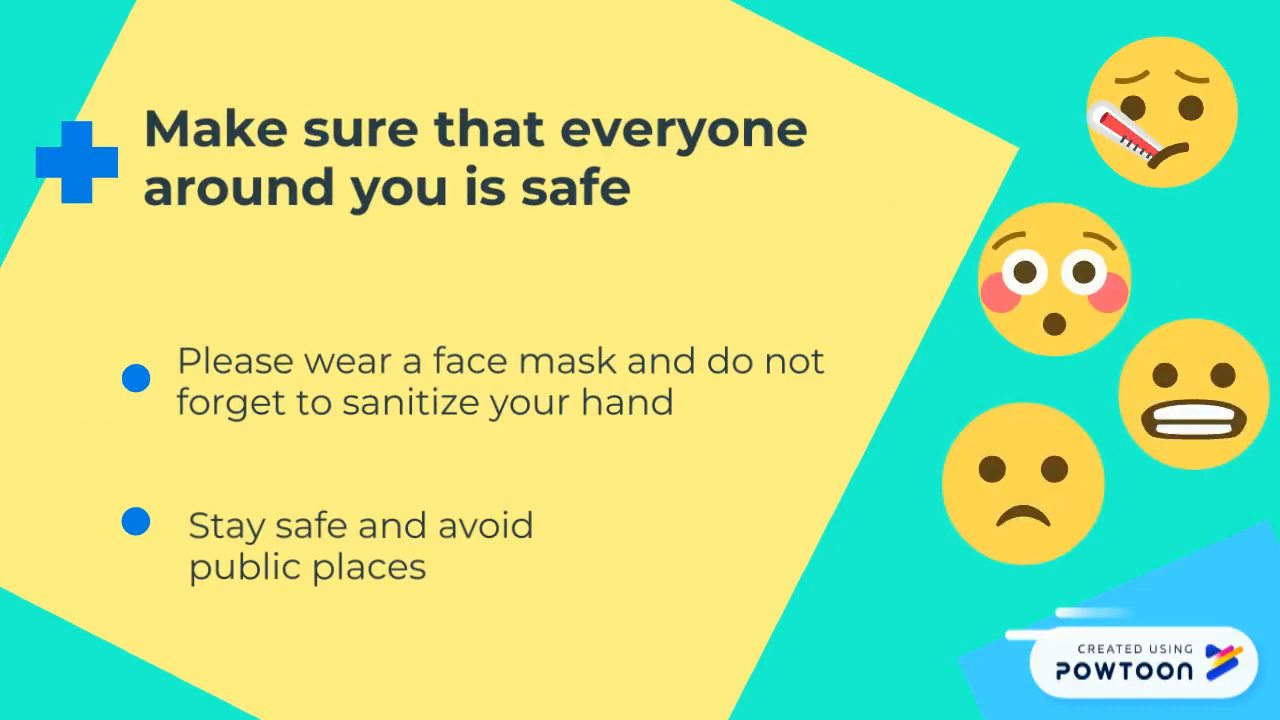 Make sure that everyone
around you is safe
Please wear a face mask and do not
forget to sanitize your hand
Stay safe and avoid
public places
CREATED USING
POWTOON